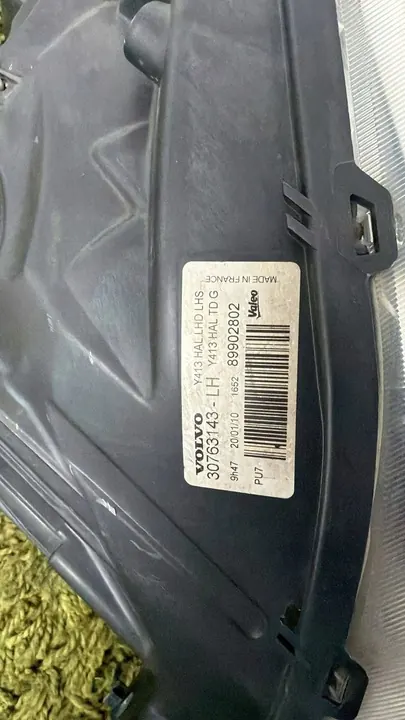 VOLVO Y413 HAL LHD LHS
30763143 - LH Y413 HAL TD G
9h47 20/01/10 1652 89902802
PU7
Valeo
MADE IN FRANCE